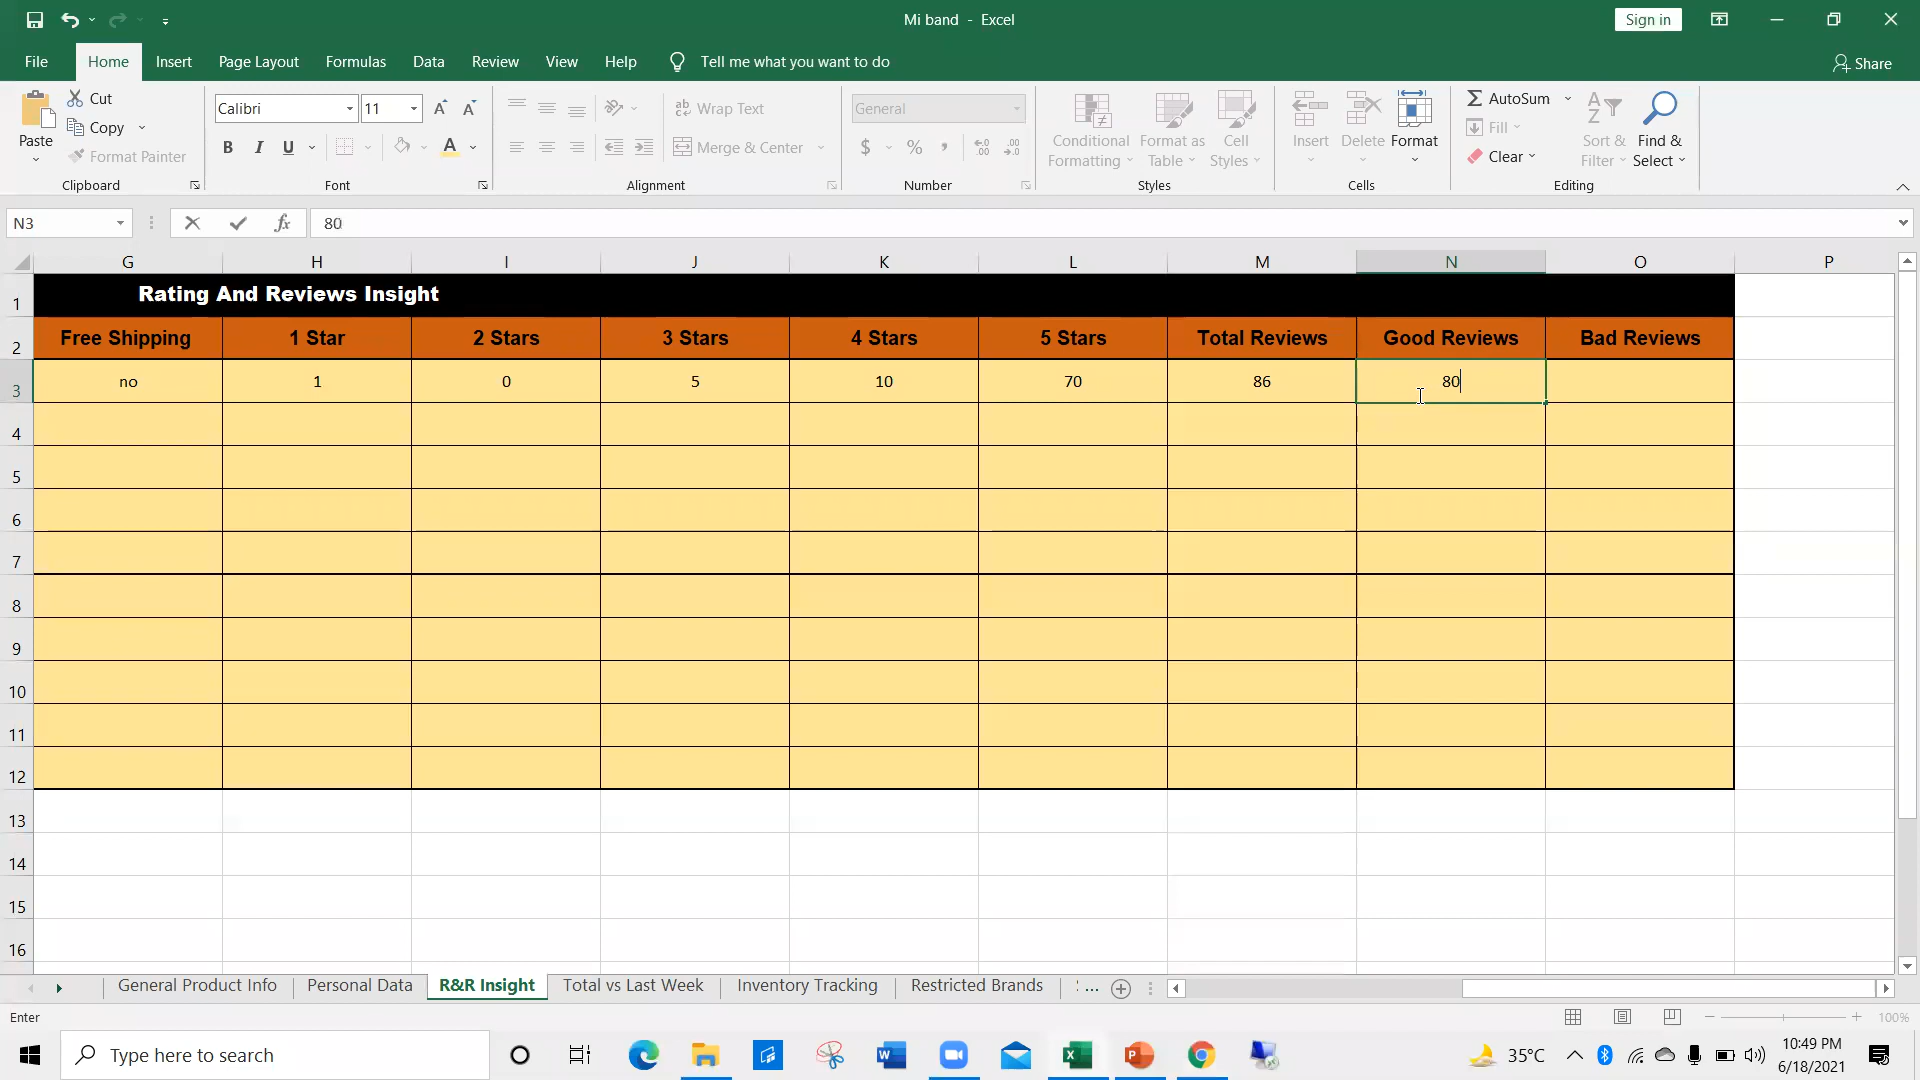 Mi band - Excel
Sign in
File Home Insert Page Layout Formulas Data Review View Help Tell me what you want to do Share
Paste
Cut
Copy
Format Painter
Clipboard
Calibri 11
B I U A
Font
ab Wrap Text
Merge & Center
Alignment
General
$ % ,
Number
Conditional Formatting
Format as Table
Cell Styles
Styles
Insert Delete Format
Cells
AutoSum
Fill
Clear
Sort & Filter
Find & Select
Editing
N3 fx 80
G H I J K L M N O P
1 Rating And Reviews Insight
2 Free Shipping 1 Star 2 Stars 3 Stars 4 Stars 5 Stars Total Reviews Good Reviews Bad Reviews
3 no 1 0 5 10 70 86 80
4
5
6
7
8
9
10
11
12
13
14
15
16
General Product Info Personal Data R&R Insight Total vs Last Week Inventory Tracking Restricted Brands ...
Enter 100%
Type here to search
35°C
10:49 PM
6/18/2021